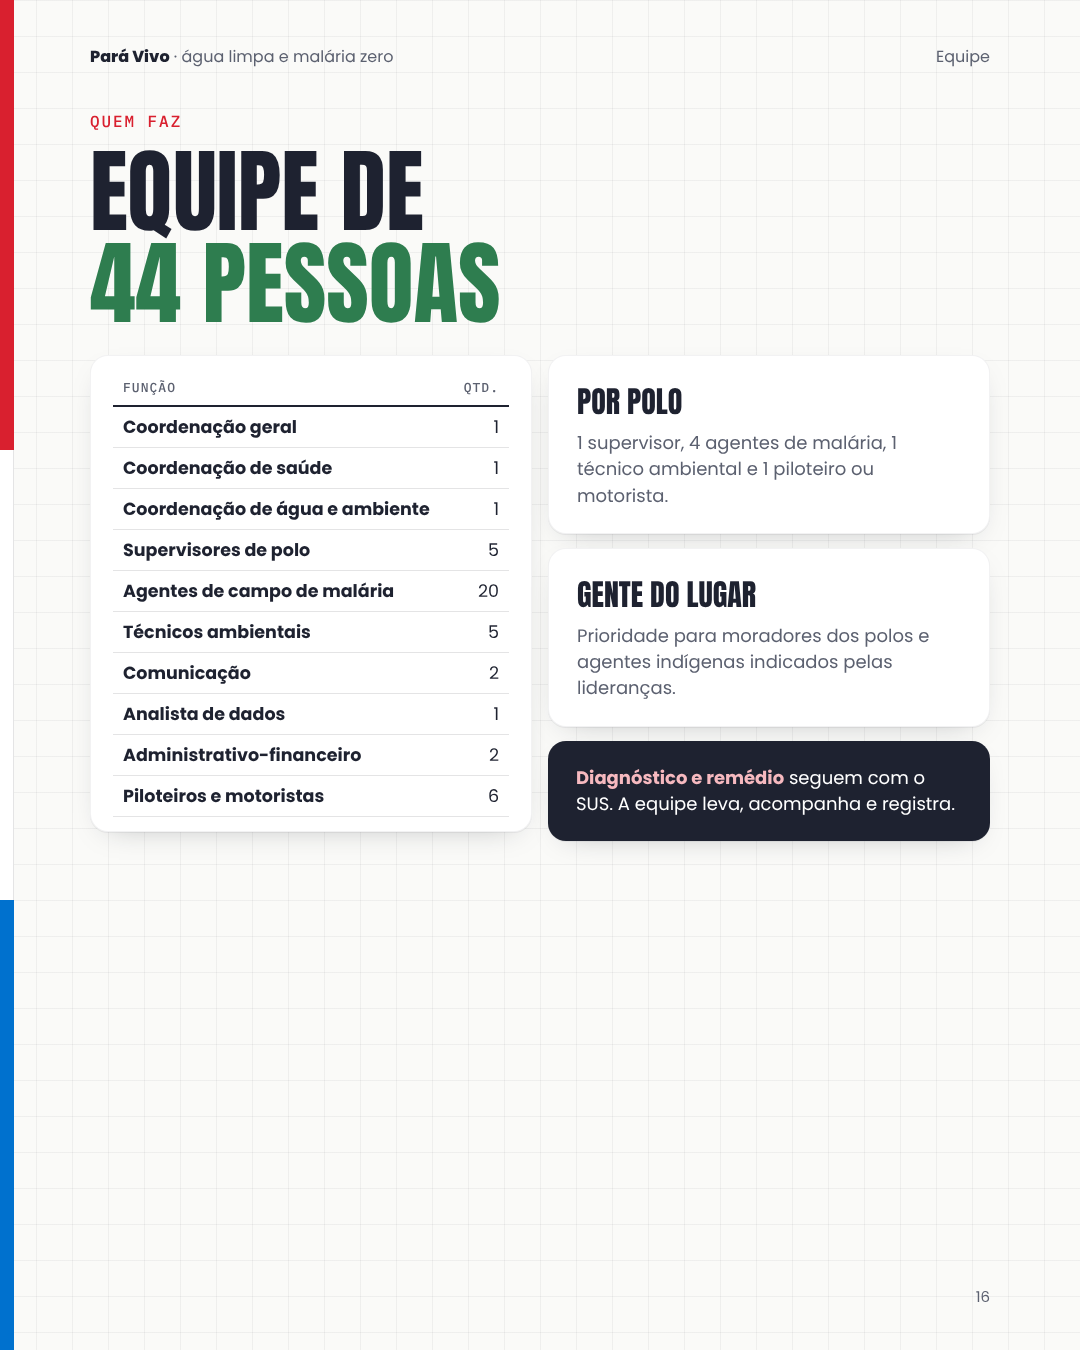 Pará Vivo · água limpa e malária zero
Equipe
QUEM FAZ
EQUIPE DE
44 PESSOAS
FUNÇÃO QTD.
Coordenação geral 1
Coordenação de saúde 1
Coordenação de água e ambiente 1
Supervisores de polo 5
Agentes de campo de malária 20
Técnicos ambientais 5
Comunicação 2
Analista de dados 1
Administrativo-financeiro 2
Piloteiros e motoristas 6
POR POLO
1 supervisor, 4 agentes de malária, 1
técnico ambiental e 1 piloteiro ou
motorista.
GENTE DO LUGAR
Prioridade para moradores dos polos e
agentes indígenas indicados pelas
lideranças.
Diagnóstico e remédio seguem com o
SUS. A equipe leva, acompanha e registra.
16